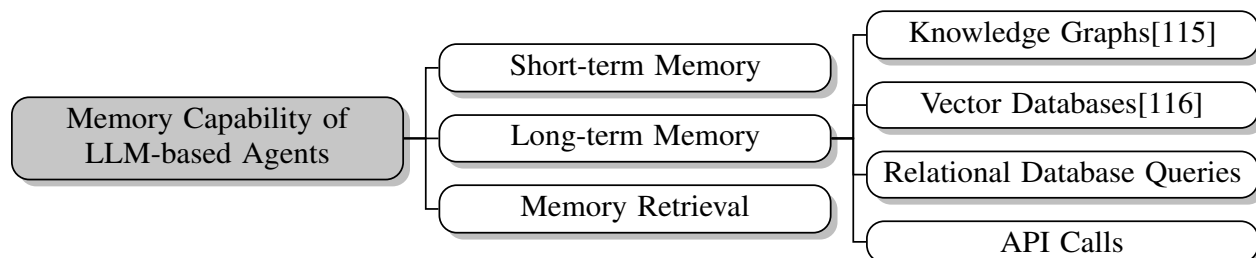 Memory Capability of
LLM-based Agents
Short-term Memory
Long-term Memory
Memory Retrieval
Knowledge Graphs[115]
Vector Databases[116]
Relational Database Queries
API Calls